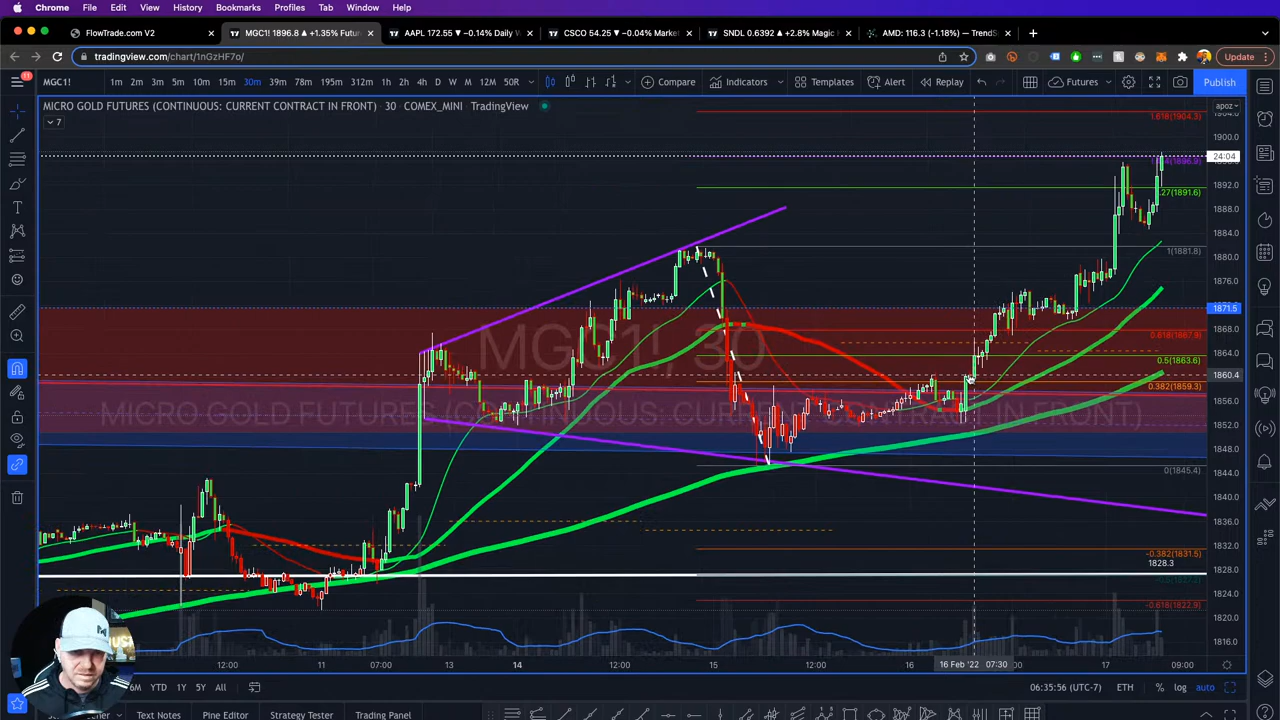 Chrome File Edit View History Bookmarks Profiles Tab Window Help
FlowTrade.com V2 × MGC1! 1896.8 ▲ +1.35% Futu × AAPL 172.55 ▼ −0.14% Daily × CSCO 54.25 ▼ −0.04% Market × SNDL 0.6392 ▲ +2.8% Magic × AMD: 116.3 (-1.18%) — TrendS × +
tradingview.com/chart/1nGzHF7o/ Update
11 MGC1! 1m 2m 3m 5m 10m 15m 30m 39m 78m 195m 312m 1h 2h 4h D W M 12M 50R Compare Indicators Templates Alert Replay Futures Publish
MICRO GOLD FUTURES (CONTINUOUS: CURRENT CONTRACT IN FRONT) · 30 · COMEX_MINI TradingView
apoz
7
1.618(1904.3)
1900.0
24:04
1892.0
1888.0
1884.0
1(1881.8)
1880.0
1876.0
1871.5
1868.0
0.618(1867.9)
MGC1!, 30
1864.0
0.5(1863.6)
1860.4
0.382(1859.3)
1856.0
MICRO GOLD FUTURES (CONTINUOUS: CURRENT CONTRACT IN FRONT)
1852.0
1848.0
0(1845.4)
1844.0
1840.0
1836.0
1832.0
-0.382(1831.5)
1828.3
1828.0
1824.0
-0.618(1822.9)
1820.0
1816.0
12:00 11 07:00 13 14 12:00 15 12:00 16 16 Feb '22 07:30 17 09:00
6M YTD 1Y 5Y All 06:35:56 (UTC-7) ETH % log auto
Text Notes Pine Editor Strategy Tester Trading Panel